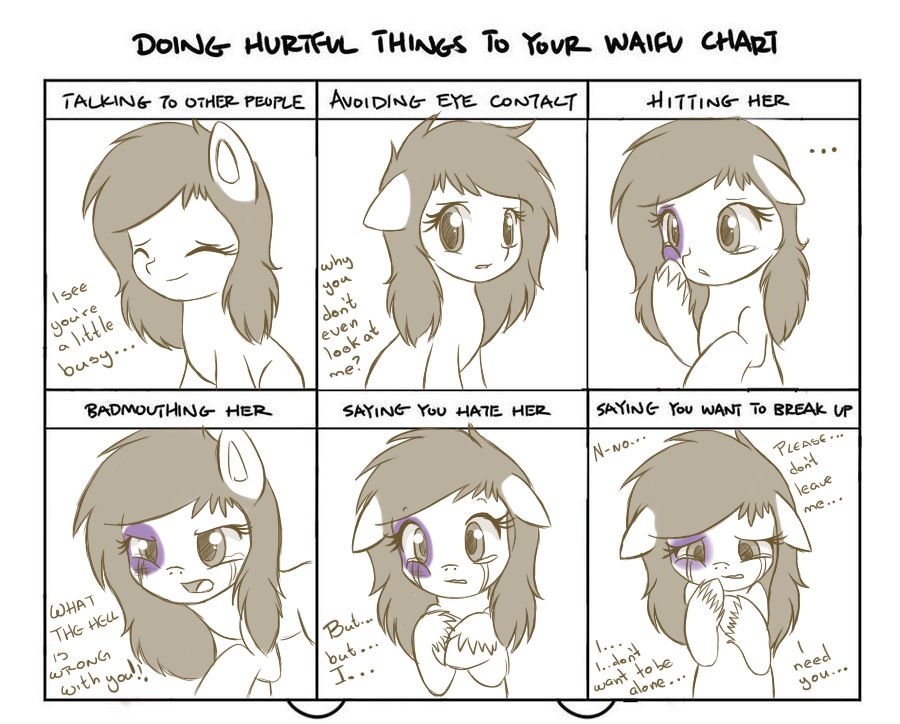 DOING HURTFUL THINGS TO YOUR WAIFU CHART
TALKING TO OTHER PEOPLE
I see
you're
a little
busy...
AVOIDING EYE CONTACT
why
you
don't
even
look at
me?
HITTING HER
...
BADMOUTHING HER
WHAT
THE HELL
IS
WRONG
with you!!
SAYING YOU HATE HER
But...
but...
I...
SAYING YOU WANT TO BREAK UP
N-no...
PLEASE...
don't
leave
me...
I...
I...don't
want to be
alone...
I
need
you...